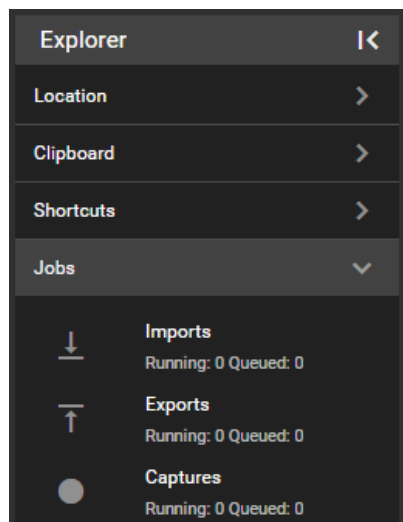 Explorer
Location
Clipboard
Shortcuts
Jobs
Imports
Running: 0 Queued: 0
Exports
Running: 0 Queued: 0
Captures
Running: 0 Queued: 0